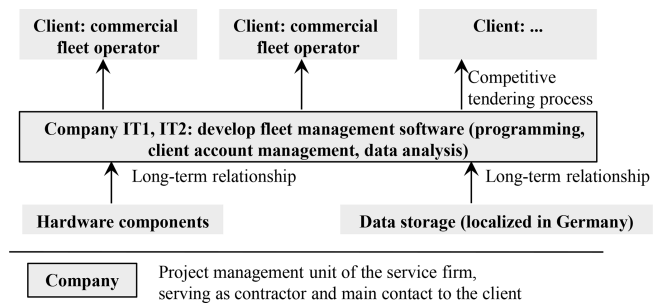 Client: commercial
fleet operator
Client: commercial
fleet operator
Client: ...
Competitive
tendering process
Company IT1, IT2: develop fleet management software (programming,
client account management, data analysis)
Long-term relationship
Long-term relationship
Hardware components
Data storage (localized in Germany)
Company
Project management unit of the service firm,
serving as contractor and main contact to the client